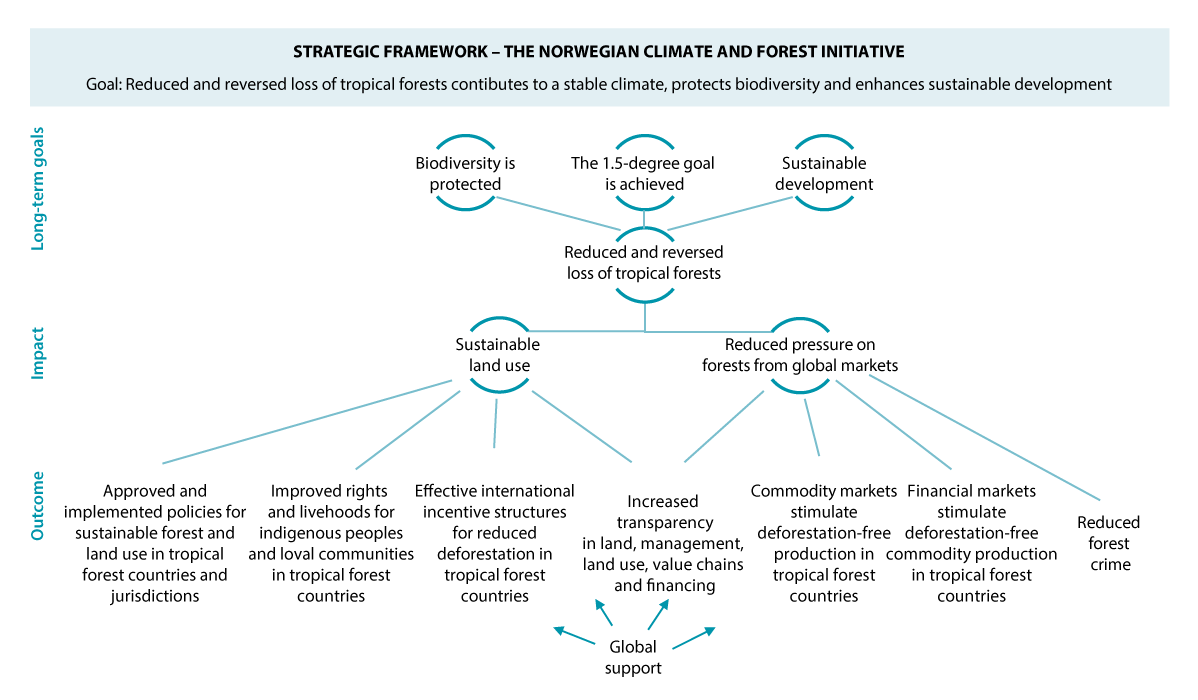 STRATEGIC FRAMEWORK – THE NORWEGIAN CLIMATE AND FOREST INITIATIVE
Goal: Reduced and reversed loss of tropical forests contibutes to a stable climate, protects biodiversity and enhances sustainable development
Long-term goals
Biodiversity is
protected
The 1.5-degree goal
is achieved
Sustainable
development
Reduced and reversed
loss of tropical forests
Impact
Sustainable
land use
Reduced pressure on
forests from global markets
Outcome
Approved and
implemented policies for
sustainable forest and
land use in tropical
forest countries and
jurisdictions
Improved rights
and livehoods for
indigenous peoples
and loval communities
in tropical forest
countries
Effective international
incentive structures
for reduced
deforestation in
tropical forest
countries
Increased
transparency
in land, management,
land use, value chains
and financing
Commodity markets
stimulate
deforestation-free
production in
tropical forest
countries
Financial markets
stimulate
deforestation-free
commodity production
in tropical forest
countries
Reduced
forest
crime
Global
support